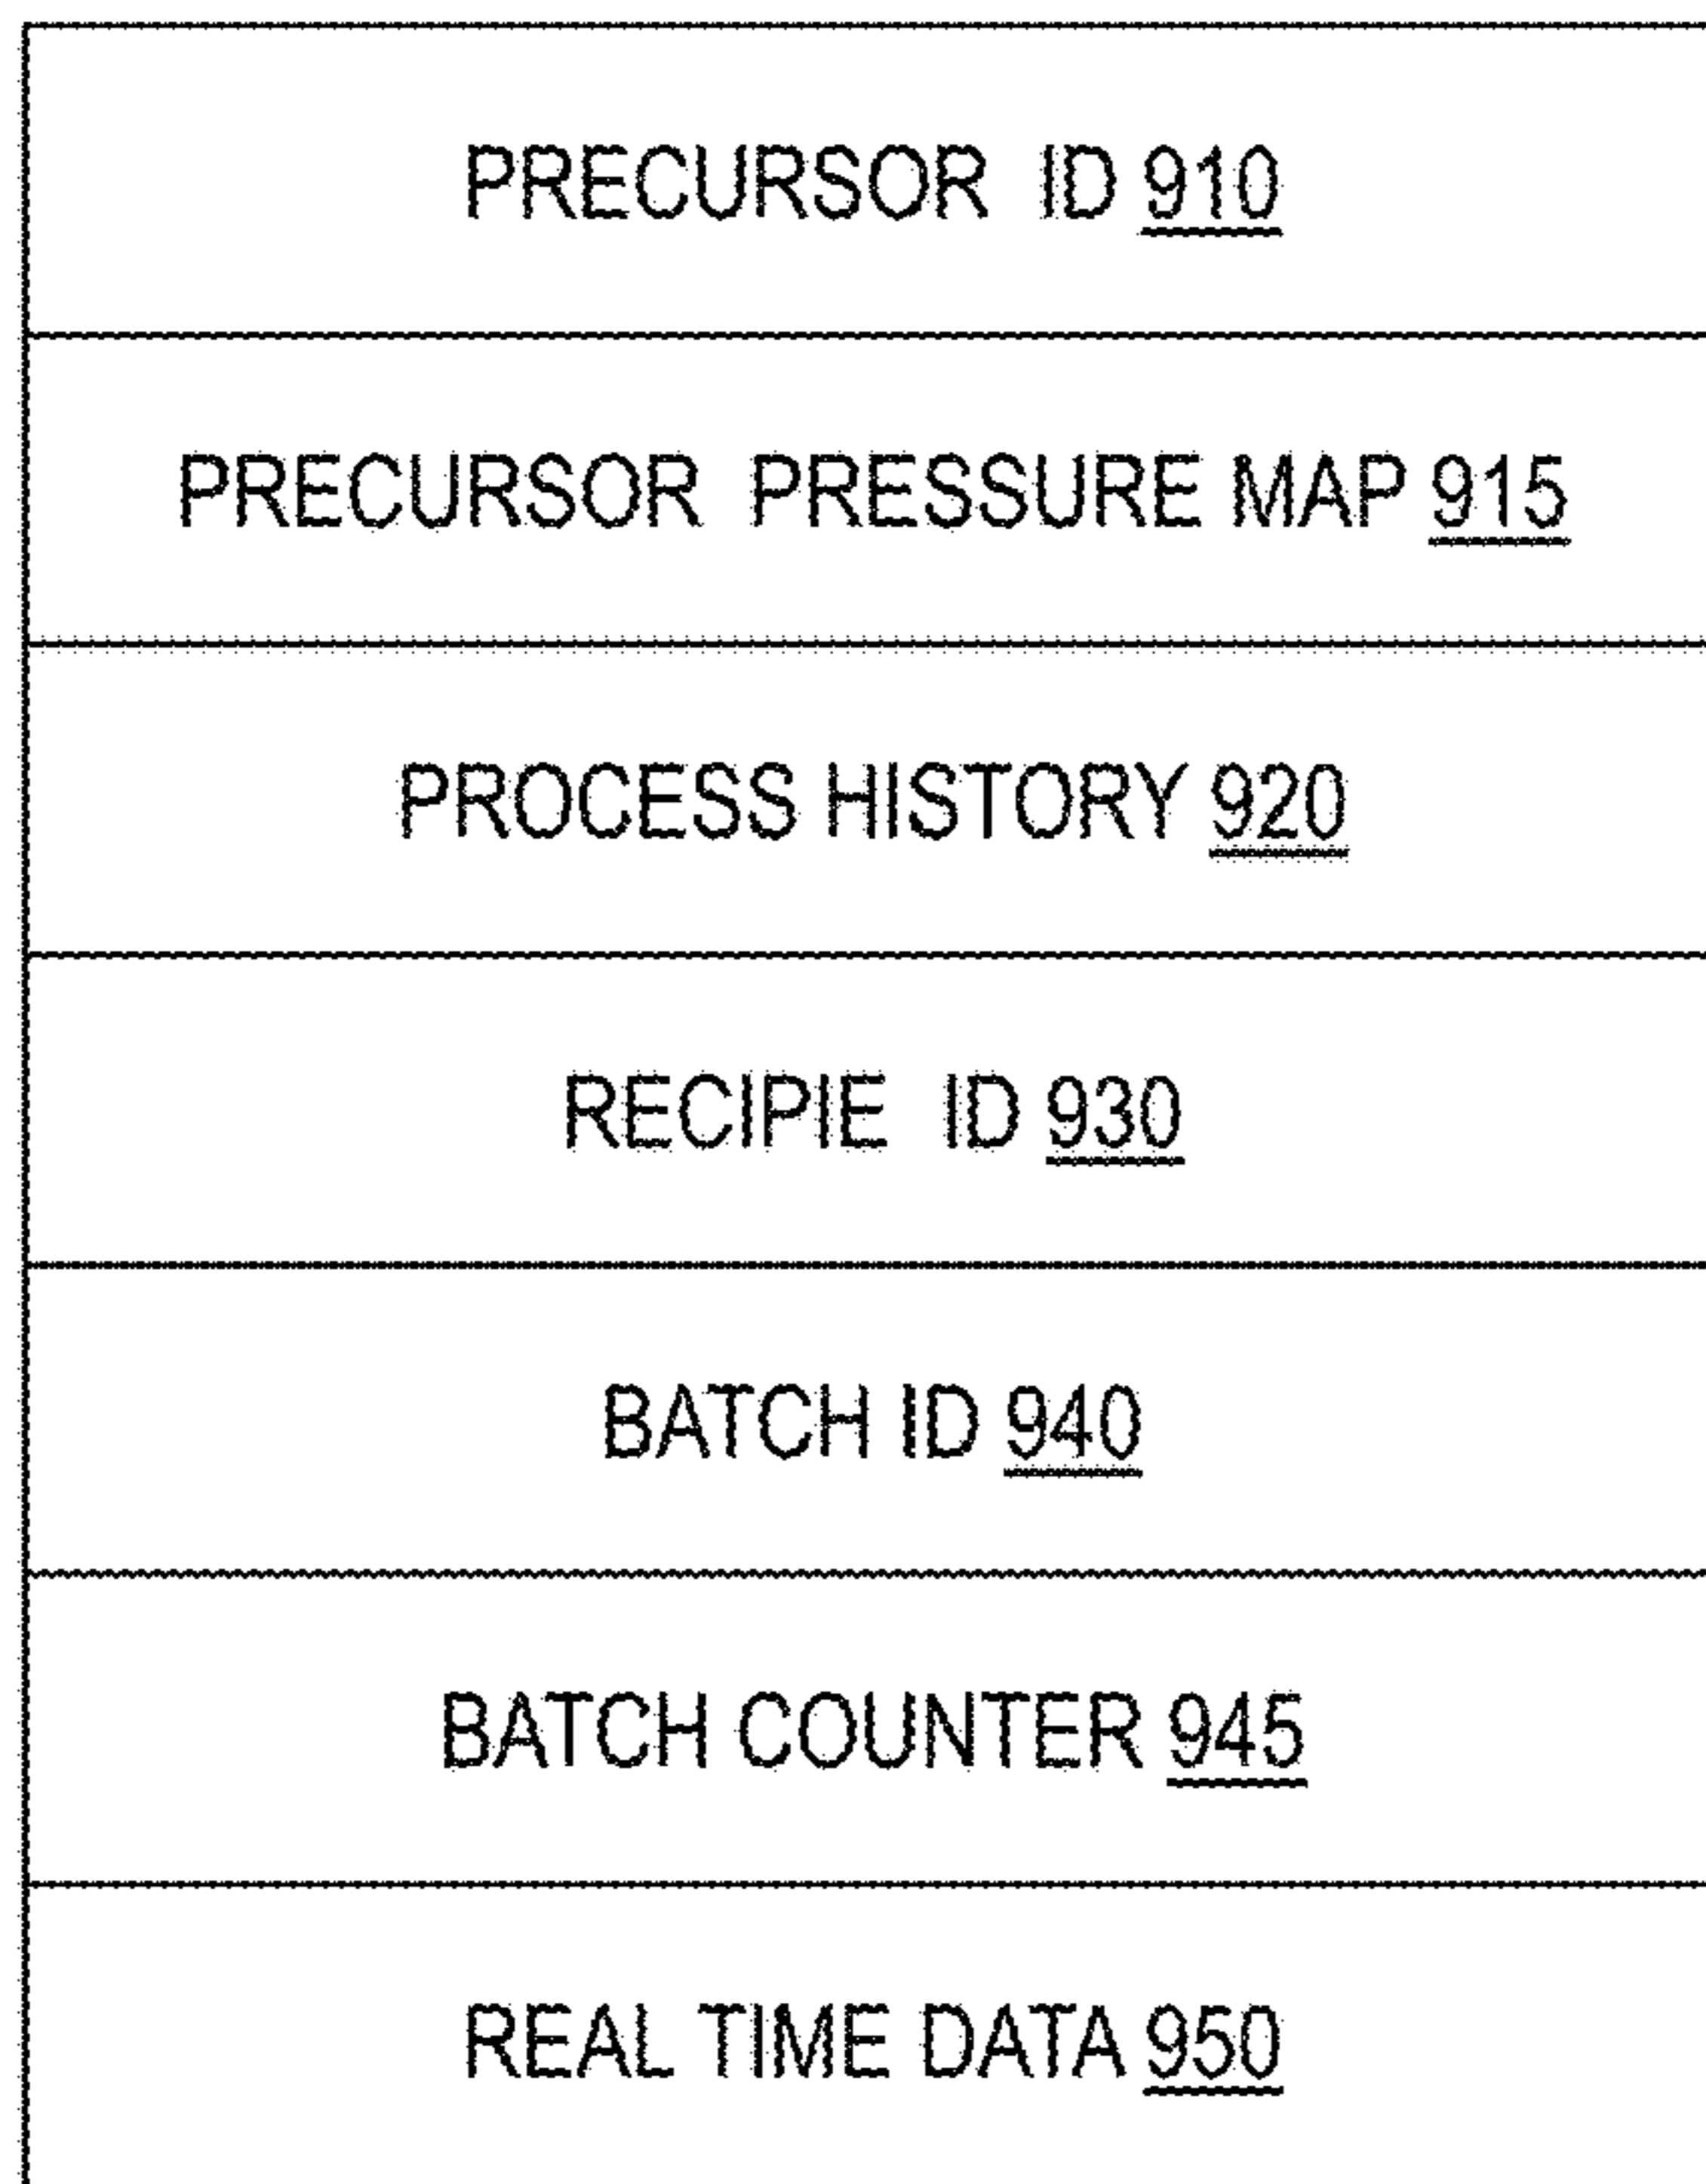 PRECURSOR ID 910
PRECURSOR PRESSURE MAP 915
PROCESS HISTORY 920
RECIPIE ID 930
BATCH ID 940
BATCH COUNTER 945
REAL TIME DATA 950